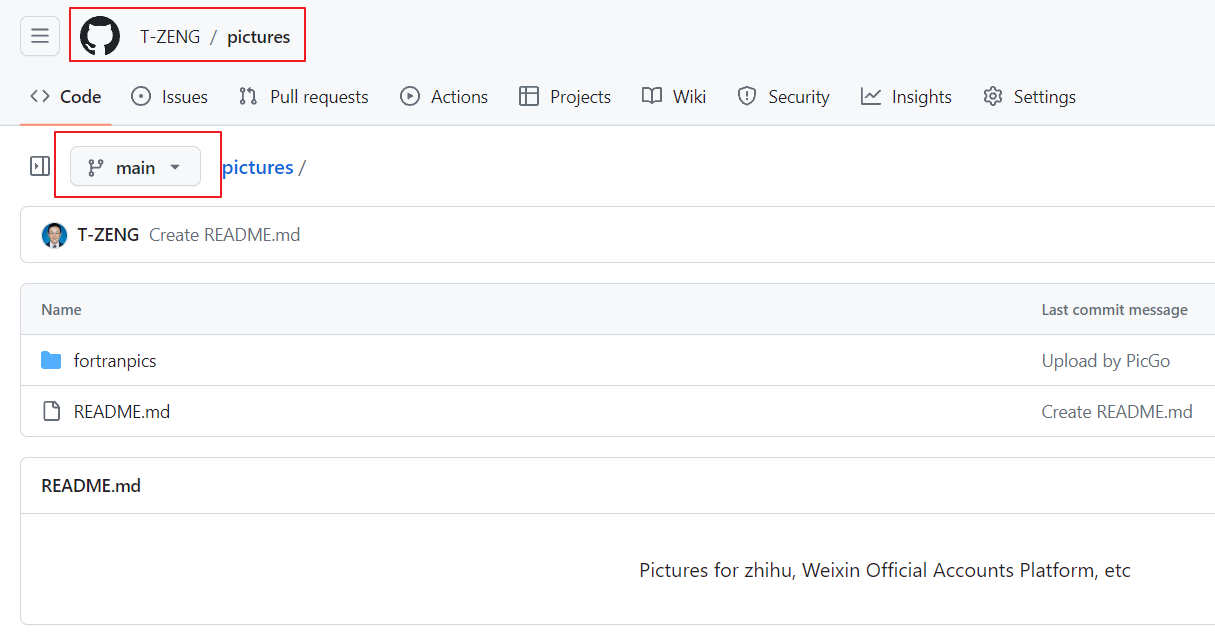 T-ZENG / pictures
Code Issues Pull requests Actions Projects Wiki Security Insights Settings
main pictures /
T-ZENG Create README.md
Name Last commit message
fortranpics Upload by PicGo
README.md Create README.md
README.md
Pictures for zhihu, Weixin Official Accounts Platform, etc